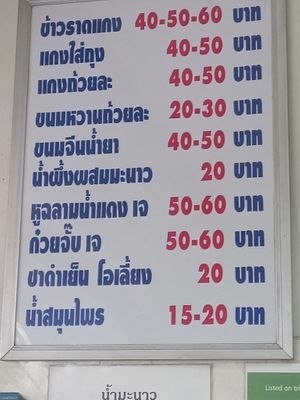 ข้าวราดแกง 40-50-60 บาท
แกงใส่ถุง 40-50 บาท
แกงถ้วยละ 40-50 บาท
ขนมหวานถ้วยละ 20-30 บาท
ขนมจีนน้ำยา 40-50 บาท
น้ำผึ้งผสมมะนาว 20 บาท
หูฉลามน้ำแดง เจ 50-60 บาท
ก๋วยจั๊บ เจ 50-60 บาท
ชาดำเย็น โอเลี้ยง 20 บาท
น้ำสมุนไพร 15-20 บาท
น้ำมะนาว
Listed on tri